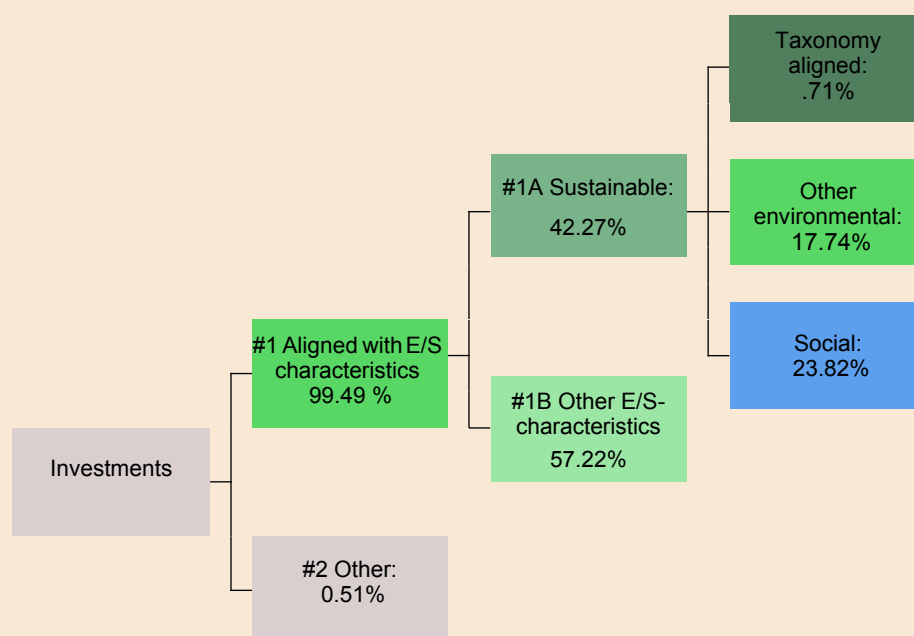 Investments
#1 Aligned with E/S
characteristics
99.49 %
#2 Other:
0.51%
#1A Sustainable:
42.27%
#1B Other E/S-
characteristics
57.22%
Taxonomy
aligned:
.71%
Other
environmental:
17.74%
Social:
23.82%